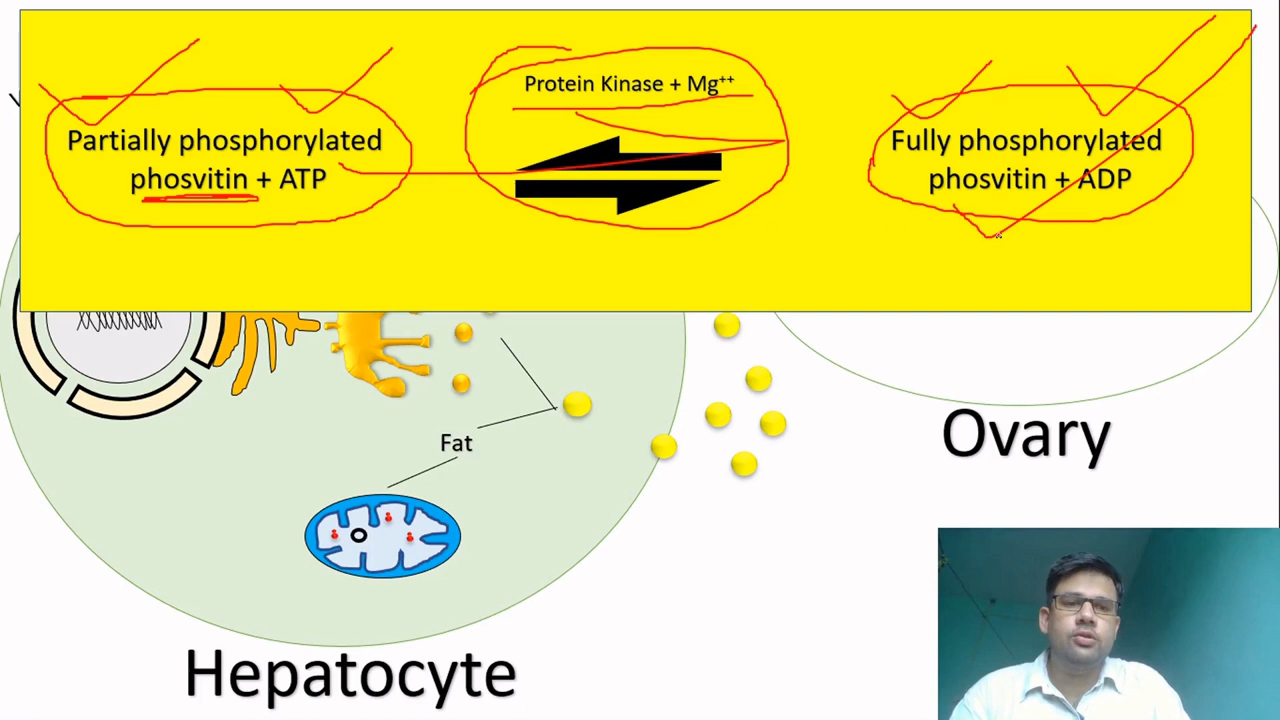 Protein Kinase + Mg⁺⁺
Partially phosphorylated
phosvitin + ATP
Fully phosphorylated
phosvitin + ADP
Fat
Ovary
Hepatocyte